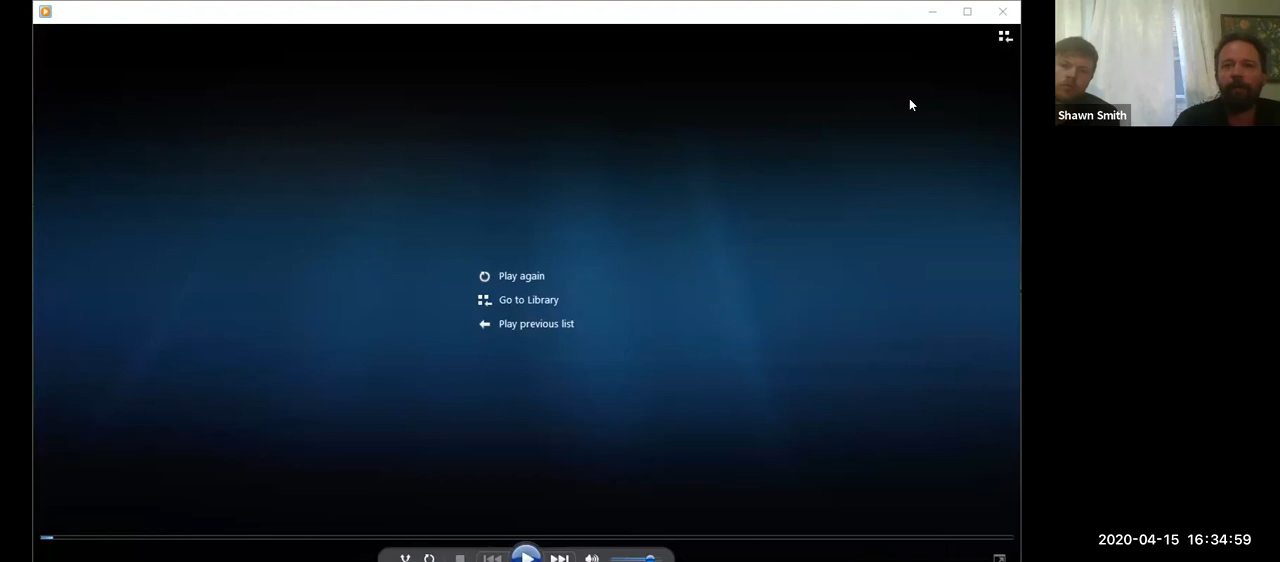 Shawn Smith
Play again
Go to Library
Play previous list
2020-04-15 16:34:59